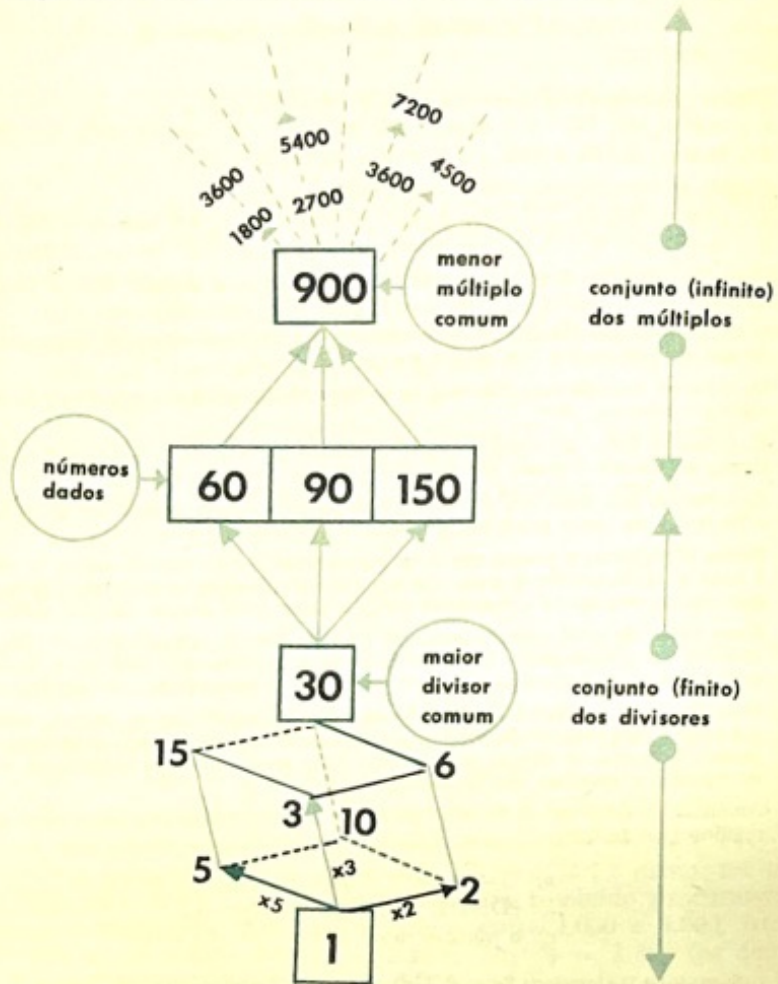 7200
5400
4500
3600
3600
2700
1800
900
menor
múltiplo
comum
conjunto (infinito)
dos múltiplos
números
dados
60 90 150
30
maior
divisor
comum
conjunto (finito)
dos divisores
15
6
3
10
5
x3
2
x5
x2
1